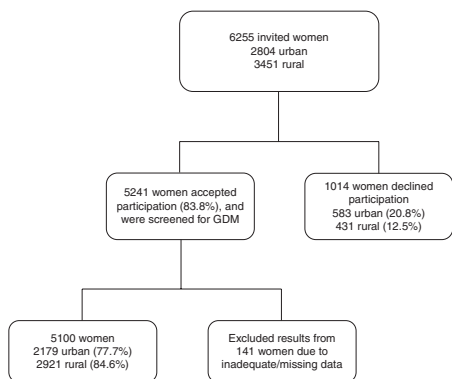 6255 invited women
2804 urban
3451 rural
5241 women accepted
participation (83.8%), and
were screened for GDM
1014 women declined
participation
583 urban (20.8%)
431 rural (12.5%)
5100 women
2179 urban (77.7%)
2921 rural (84.6%)
Excluded results from
141 women due to
inadequate/missing data